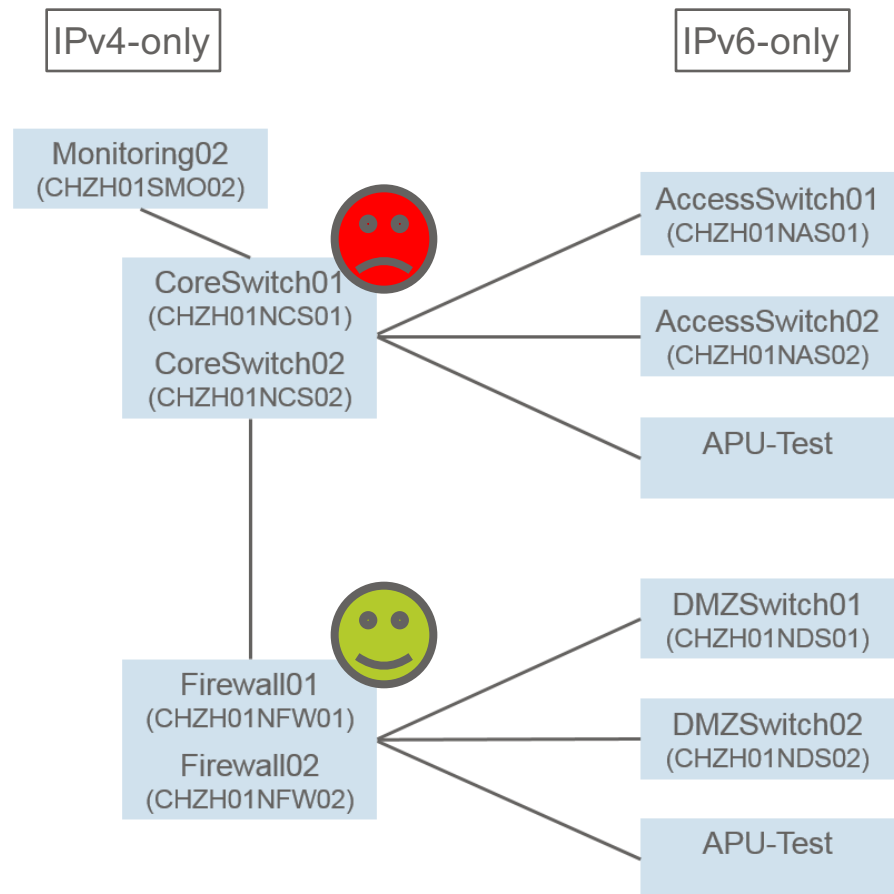 IPv4-only
IPv6-only
Monitoring02
(CHZH01SMO02)
CoreSwitch01
(CHZH01NCS01)
CoreSwitch02
(CHZH01NCS02)
AccessSwitch01
(CHZH01NAS01)
AccessSwitch02
(CHZH01NAS02)
APU-Test
Firewall01
(CHZH01NFW01)
Firewall02
(CHZH01NFW02)
DMZSwitch01
(CHZH01NDS01)
DMZSwitch02
(CHZH01NDS02)
APU-Test